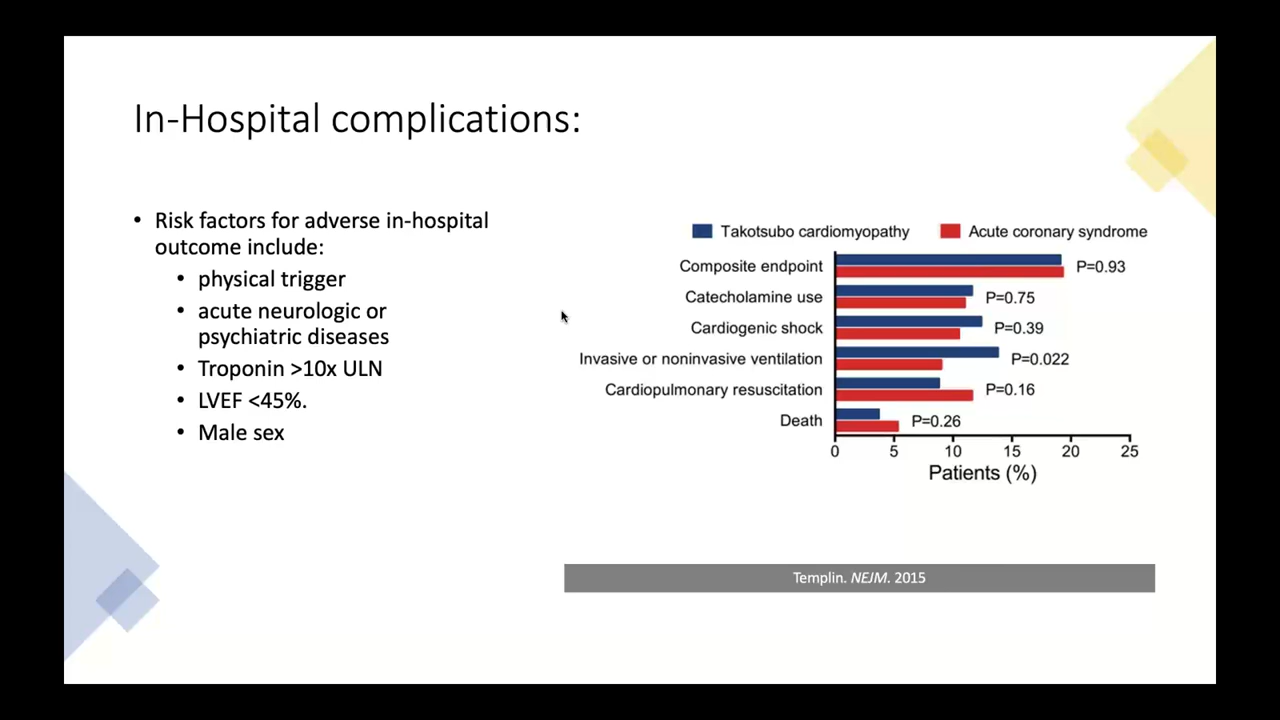 In-Hospital complications:
• Risk factors for adverse in-hospital
outcome include:
• physical trigger
• acute neurologic or
psychiatric diseases
• Troponin >10x ULN
• LVEF <45%.
• Male sex
Takotsubo cardiomyopathy
Acute coronary syndrome
Composite endpoint P=0.93
Catecholamine use P=0.75
Cardiogenic shock P=0.39
Invasive or noninvasive ventilation P=0.022
Cardiopulmonary resuscitation P=0.16
Death P=0.26
0 5 10 15 20 25
Patients (%)
Templin. NEJM. 2015